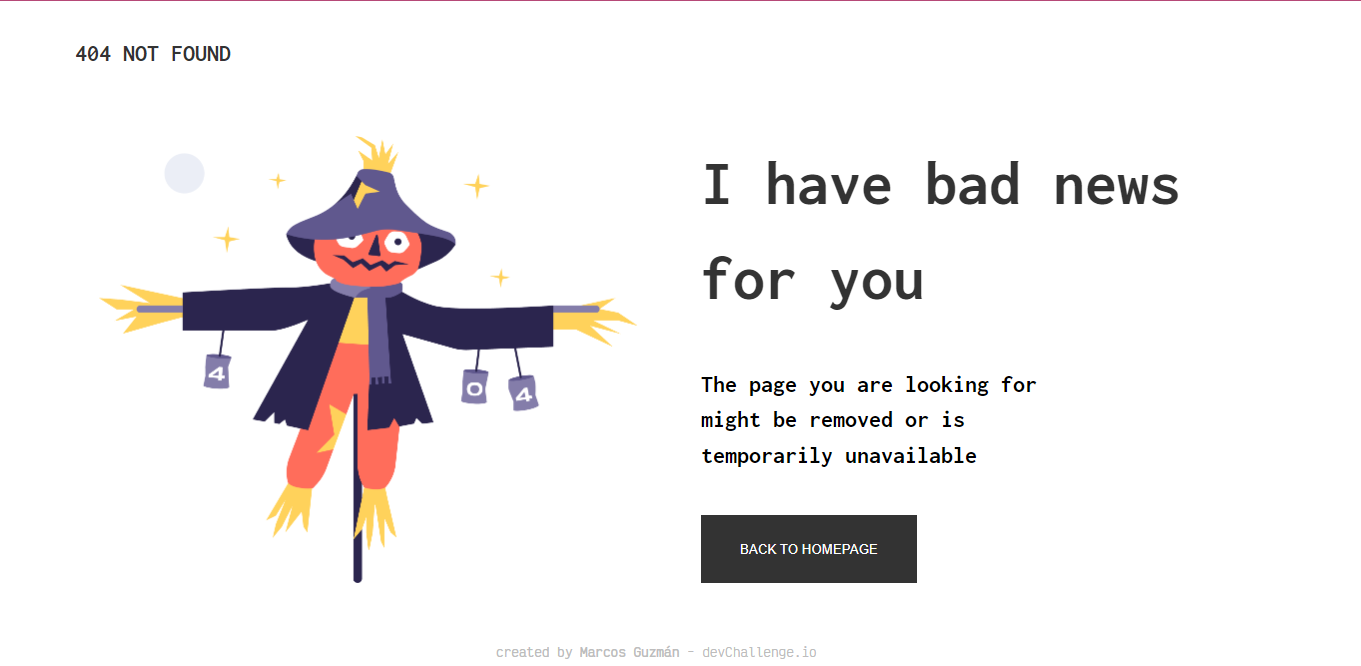 404 NOT FOUND
I have bad news
for you
4
0
4
The page you are looking for
might be removed or is
temporarily unavailable
BACK TO HOMEPAGE
created by Marcos Guzmán - devChallenge.io